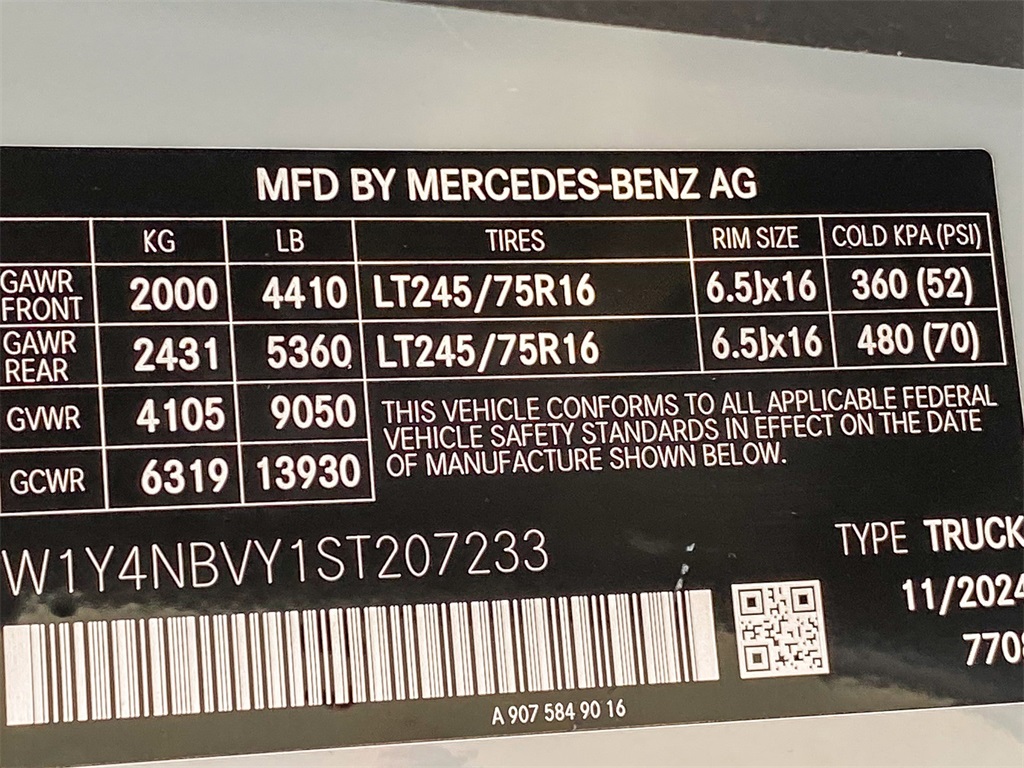 MFD BY MERCEDES-BENZ AG
KG LB TIRES RIM SIZE COLD KPA (PSI)
GAWR FRONT 2000 4410 LT245/75R16 6.5Jx16 360 (52)
GAWR REAR 2431 5360 LT245/75R16 6.5Jx16 480 (70)
GVWR 4105 9050
GCWR 6319 13930
THIS VEHICLE CONFORMS TO ALL APPLICABLE FEDERAL
VEHICLE SAFETY STANDARDS IN EFFECT ON THE DATE
OF MANUFACTURE SHOWN BELOW.
W1Y4NBVY1ST207233
TYPE TRUCK
11/2024
A 907 584 90 16